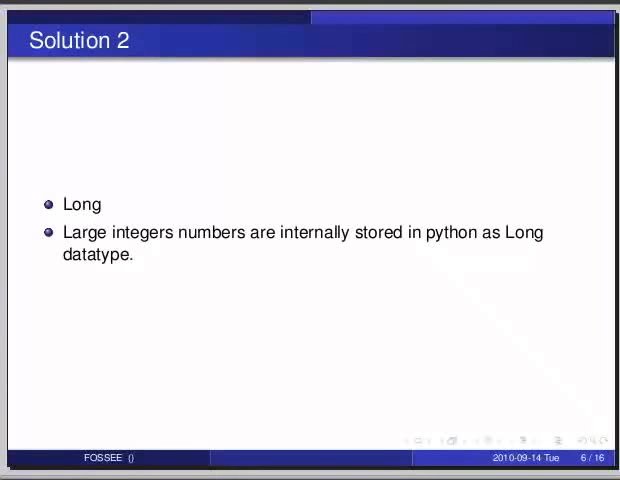 Solution 2
Long
Large integers numbers are internally stored in python as Long
datatype.
FOSSEE ()
2010-09-14 Tue
6 / 16